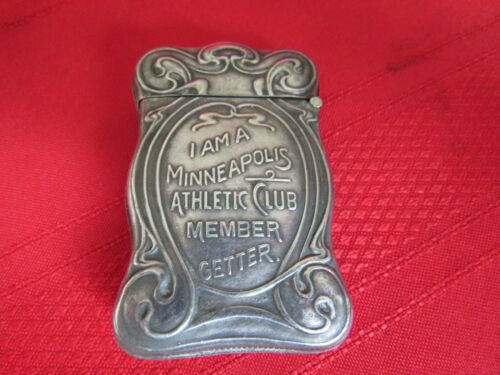 I AM A
MINNEAPOLIS
ATHLETIC CLUB
MEMBER
GETTER.